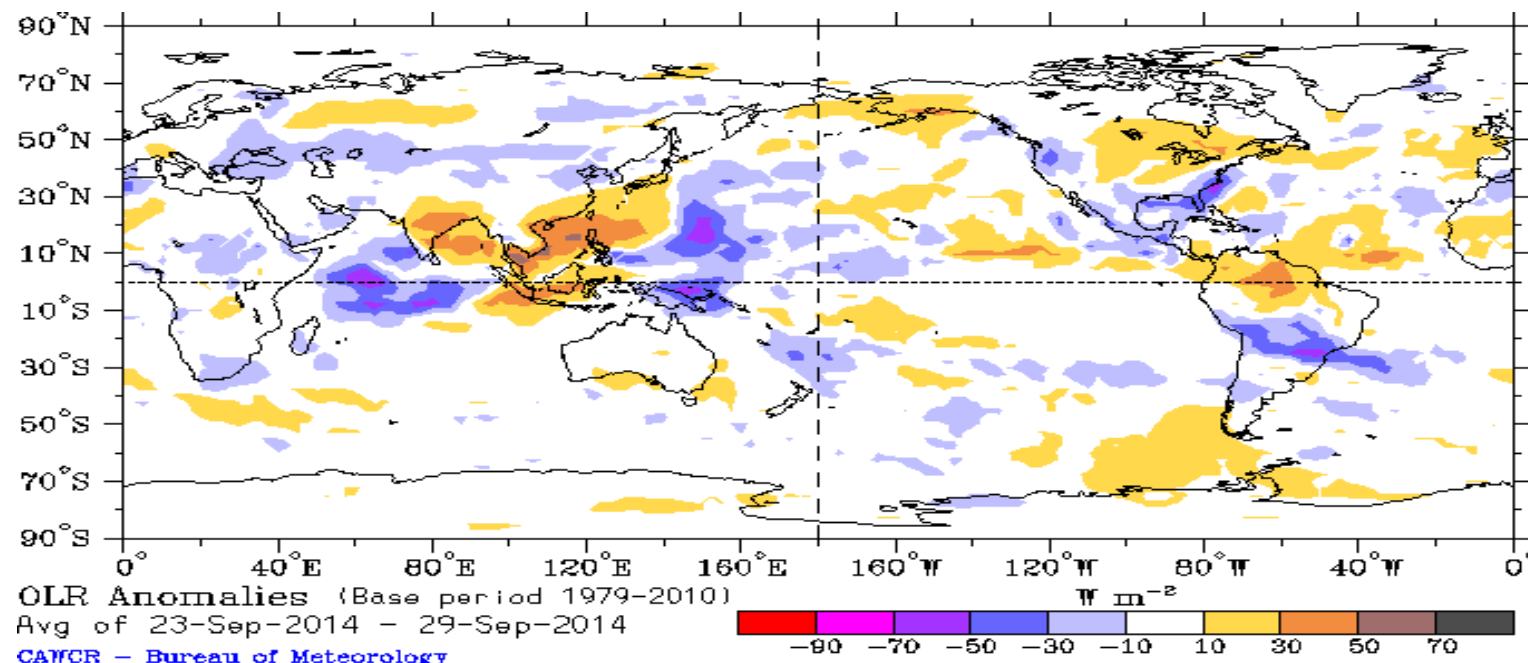 90°N
70°N
50°N
30°N
10°N
0°
10°S
30°S
50°S
70°S
90°S
0° 40°E 80°E 120°E 160°E 160°W 120°W 80°W 40°W 0°
OLR Anomalies (Base period 1979-2010) W m⁻²
Avg of 23-Sep-2014 - 29-Sep-2014
-90 -70 -50 -30 -10 10 30 50 70
CAWCR - Bureau of Meteorology